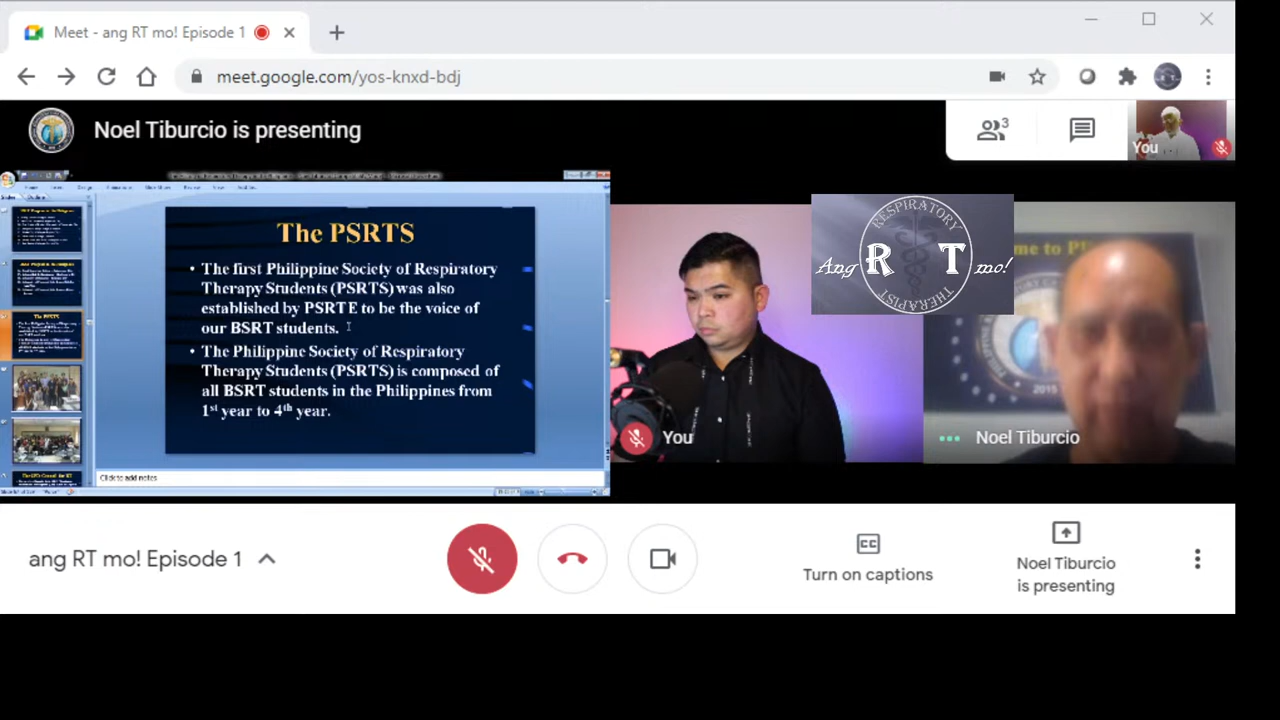 Meet - ang RT mo! Episode 1
meet.google.com/yos-knxd-bdj
Noel Tiburcio is presenting
3
You
The PSRTS
• The first Philippine Society of Respiratory
Therapy Students (PSRTS) was also
established by PSRTE to be the voice of
our BSRT students.
• The Philippine Society of Respiratory
Therapy Students (PSRTS) is composed of
all BSRT students in the Philippines from
1st year to 4th year.
Click to add notes
RESPIRATORY
Ang R T mo!
THERAPIST
2015
You
Noel Tiburcio
ang RT mo! Episode 1
Turn on captions
Noel Tiburcio
is presenting